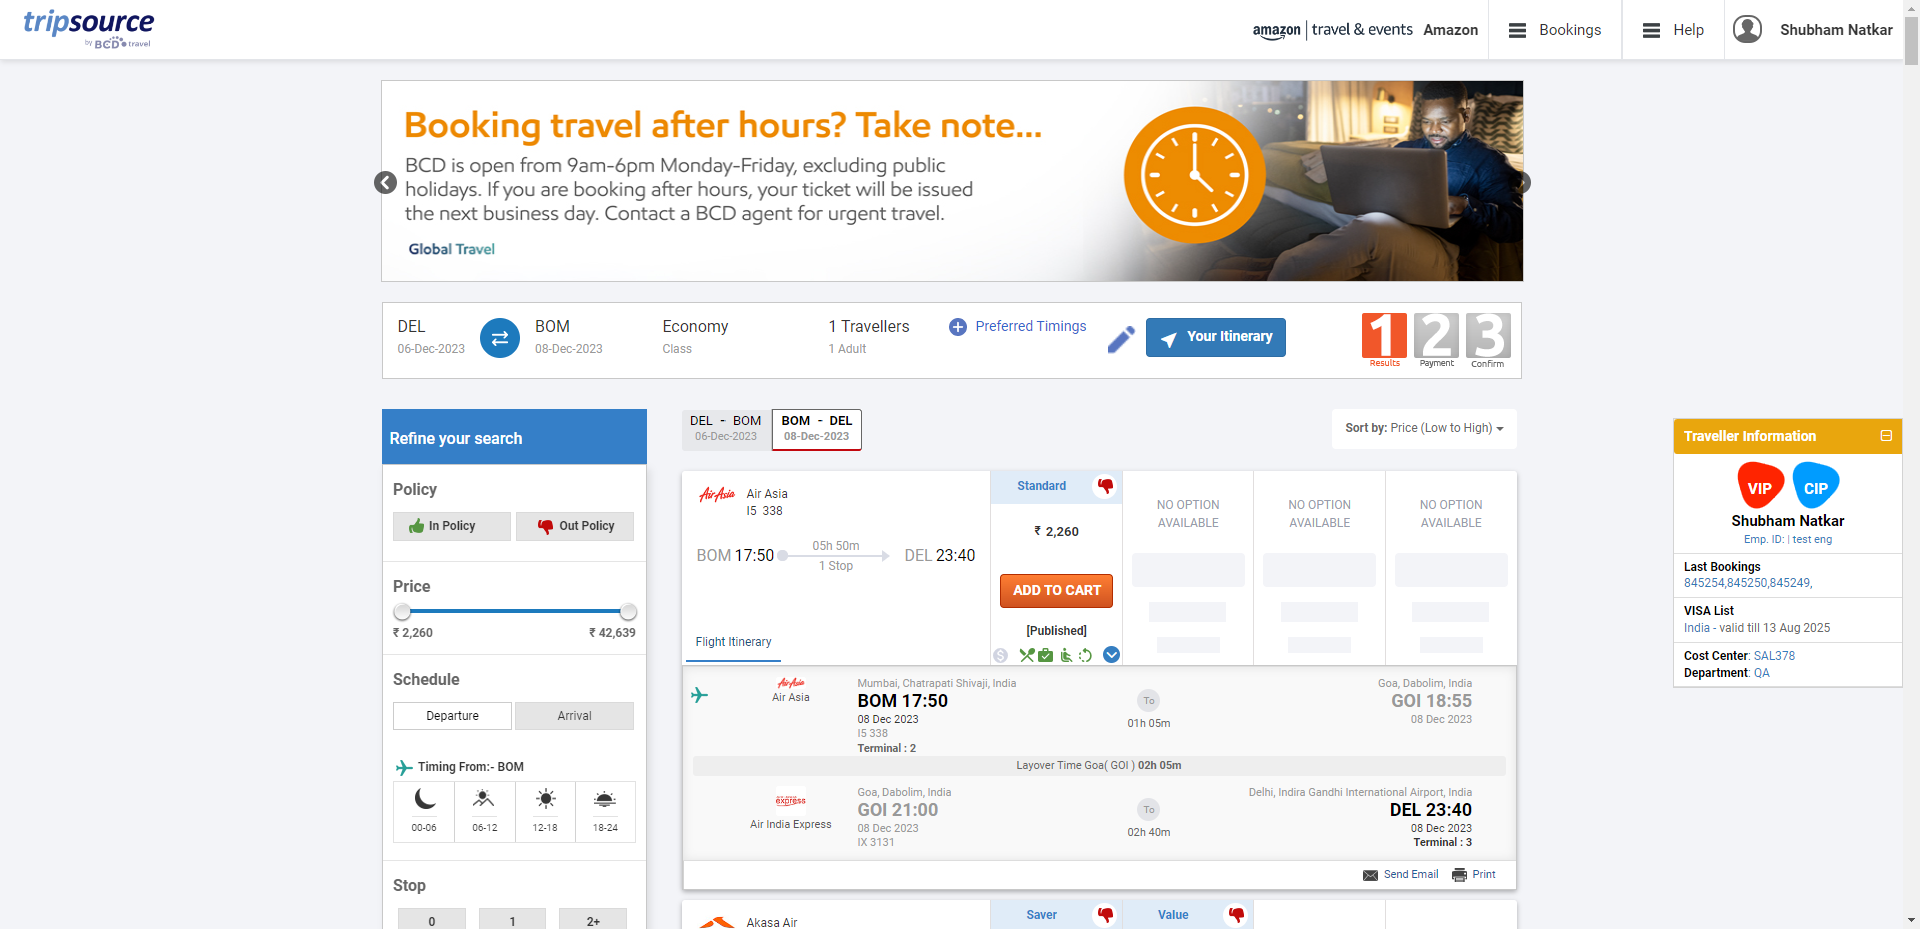 tripsource
by BCD travel
amazon | travel & events Amazon
Bookings
Help
Shubham Natkar
Booking travel after hours? Take note...
BCD is open from 9am-6pm Monday-Friday, excluding public
holidays. If you are booking after hours, your ticket will be issued
the next business day. Contact a BCD agent for urgent travel.
Global Travel
DEL
06-Dec-2023
BOM
08-Dec-2023
Economy
Class
1 Travellers
1 Adult
Preferred Timings
Your Itinerary
1 2 3
Results Payment Confirm
Refine your search
Policy
In Policy
Out Policy
Price
₹ 2,260
₹ 42,639
Schedule
Departure
Arrival
Timing From:- BOM
00-06
06-12
12-18
18-24
Stop
0
1
2+
DEL - BOM
06-Dec-2023
BOM - DEL
08-Dec-2023
Sort by: Price (Low to High)
AirAsia
Air Asia
I5 338
BOM 17:50
05h 50m
1 Stop
DEL 23:40
Flight Itinerary
Standard
₹ 2,260
ADD TO CART
[Published]
NO OPTION
AVAILABLE
NO OPTION
AVAILABLE
NO OPTION
AVAILABLE
AirAsia
Air Asia
Mumbai, Chatrapati Shivaji, India
BOM 17:50
08 Dec 2023
I5 338
Terminal : 2
To
01h 05m
Goa, Dabolim, India
GOI 18:55
08 Dec 2023
Layover Time Goa( GOI ) 02h 05m
express
Air India Express
Goa, Dabolim, India
GOI 21:00
08 Dec 2023
IX 3131
To
02h 40m
Delhi, Indira Gandhi International Airport, India
DEL 23:40
08 Dec 2023
Terminal : 3
Send Email
Print
Akasa Air
Saver
Value
Traveller Information
VIP
CIP
Shubham Natkar
Emp. ID: | test eng
Last Bookings
845254,845250,845249,
VISA List
India - valid till 13 Aug 2025
Cost Center: SAL378
Department: QA